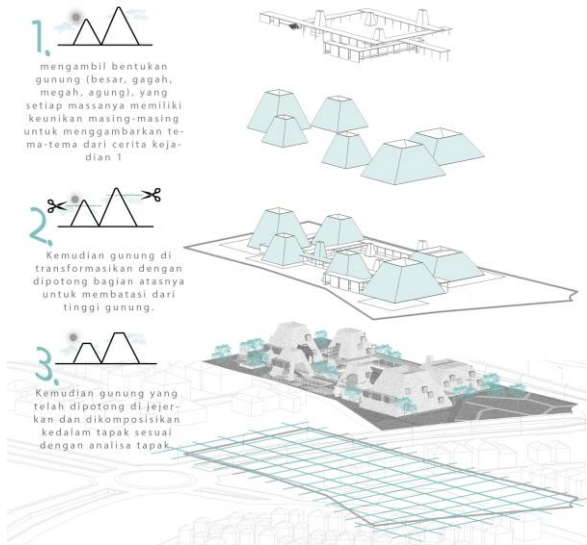 1.
mengambil bentukan
gunung (besar, gagah,
megah, agung), yang
setiap massanya memiliki
keunikan masing-masing
untuk menggambarkan te-
ma-tema dari cerita keja-
dian 1
2.
Kemudian gunung di
transformasikan dengan
dipotong bagian atasnya
untuk membatasi dari
tinggi gunung.
3.
Kemudian gunung yang
telah dipotong di jejer-
kan dan dikomposisikan
kedalam tapak sesuai
dengan analisa tapak